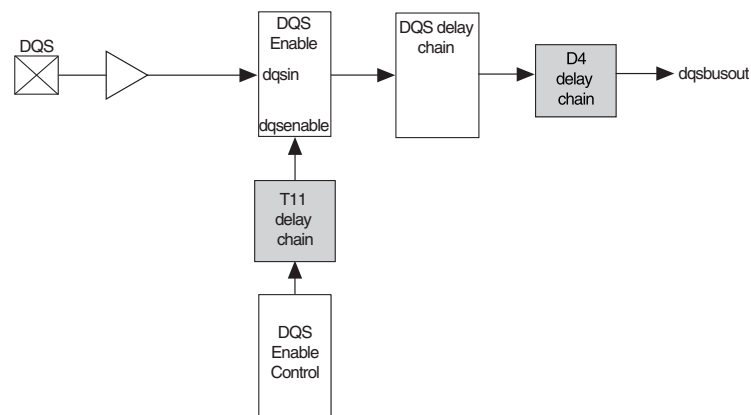 DQS
DQS
Enable
dqsin
dqsenable
DQS delay
chain
D4
delay
chain
dqsbusout
T11
delay
chain
DQS
Enable
Control